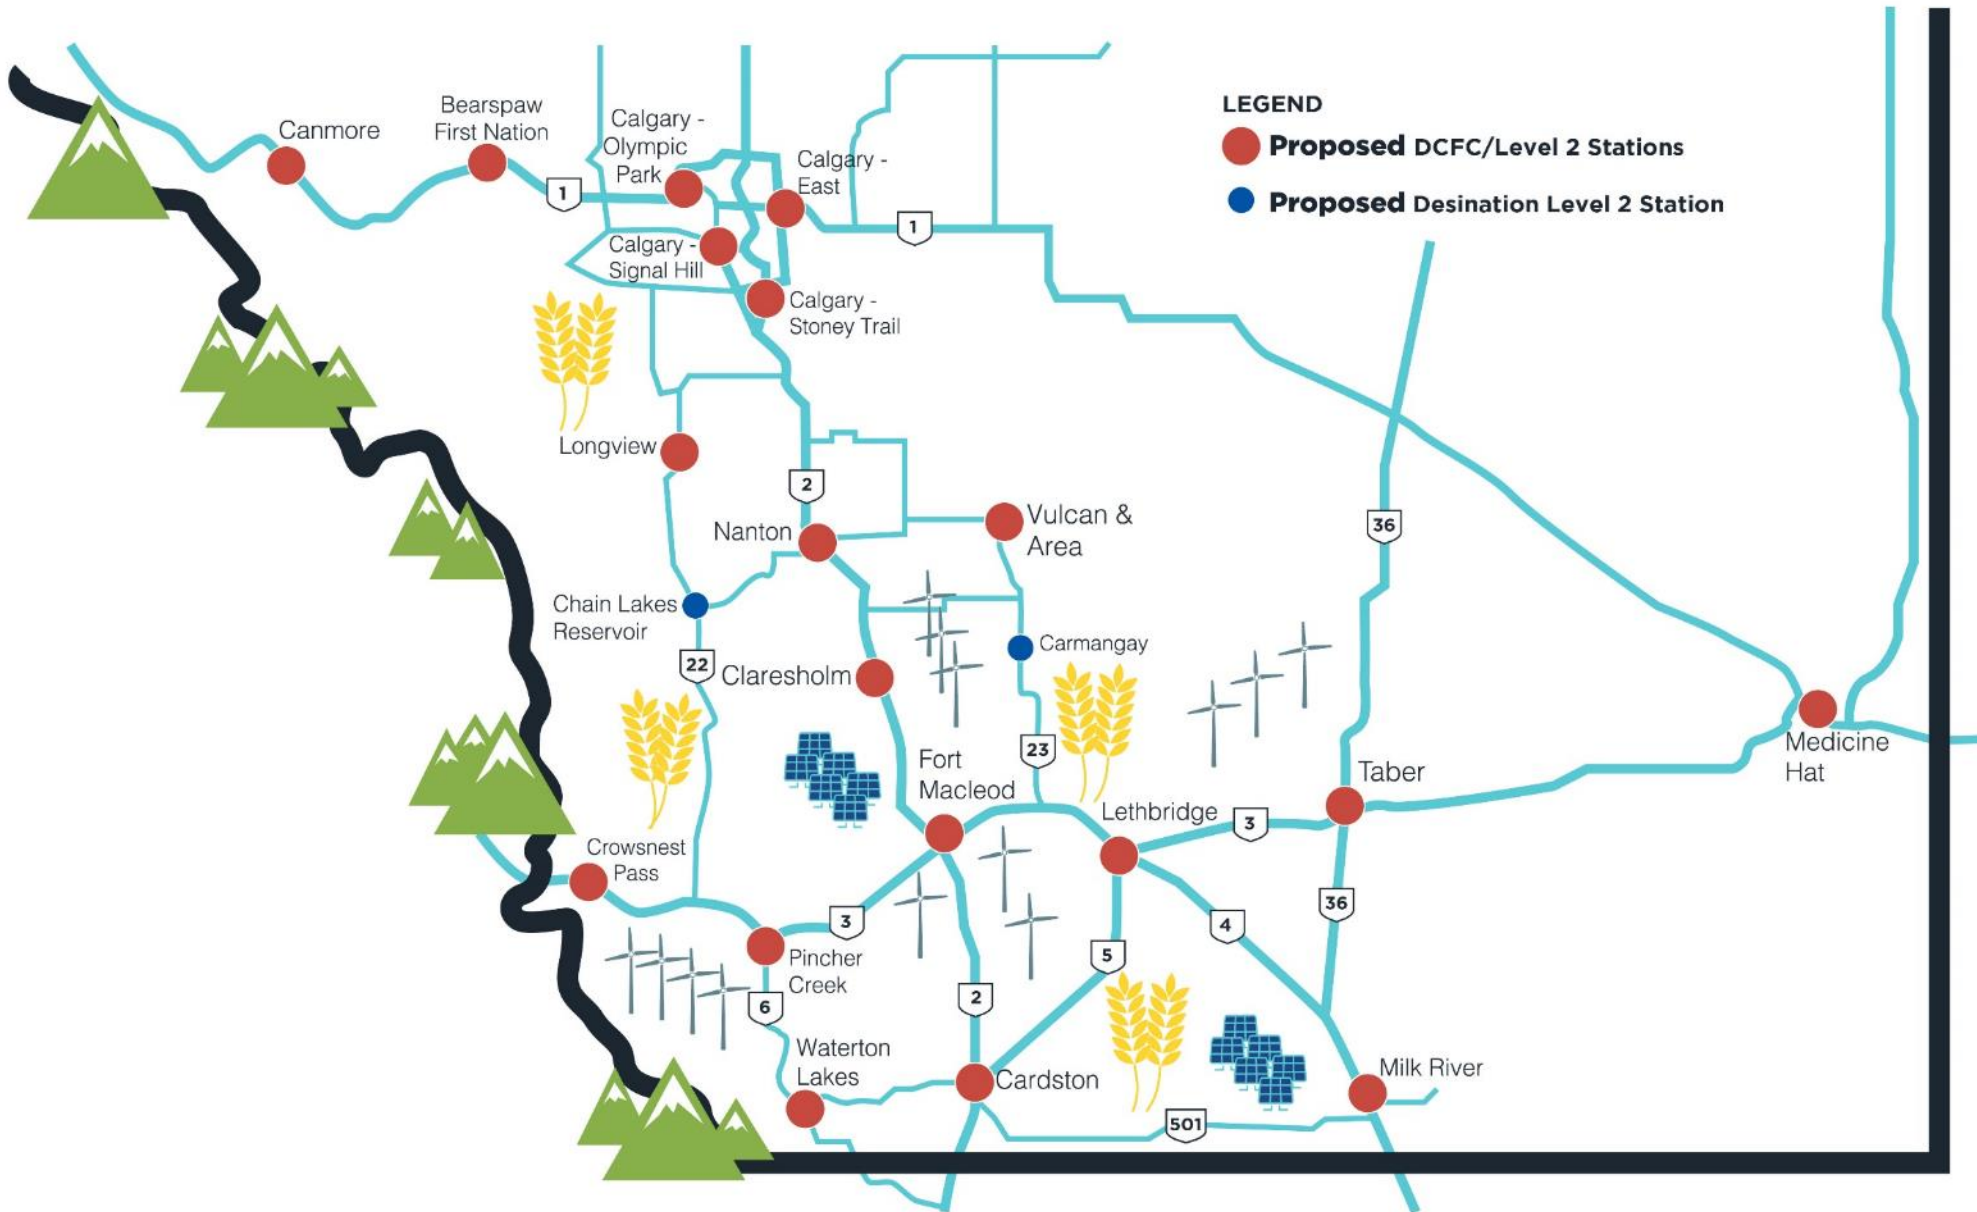 LEGEND
Proposed DCFC/Level 2 Stations
Proposed Desination Level 2 Station
Canmore
Bearspaw
First Nation
1
Calgary -
Olympic
Park
Calgary -
East
1
Calgary -
Signal Hill
Calgary -
Stoney Trail
Longview
2
Nanton
Vulcan &
Area
36
Chain Lakes
Reservoir
22
Claresholm
Carmangay
23
Fort
Macleod
Medicine
Hat
Taber
Lethbridge
3
Crowsnest
Pass
3
36
4
5
Pincher
Creek
6
2
Waterton
Lakes
Cardston
Milk River
501